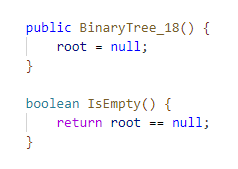 public BinaryTree_18() {
    root = null;
}

boolean IsEmpty() {
    return root == null;
}